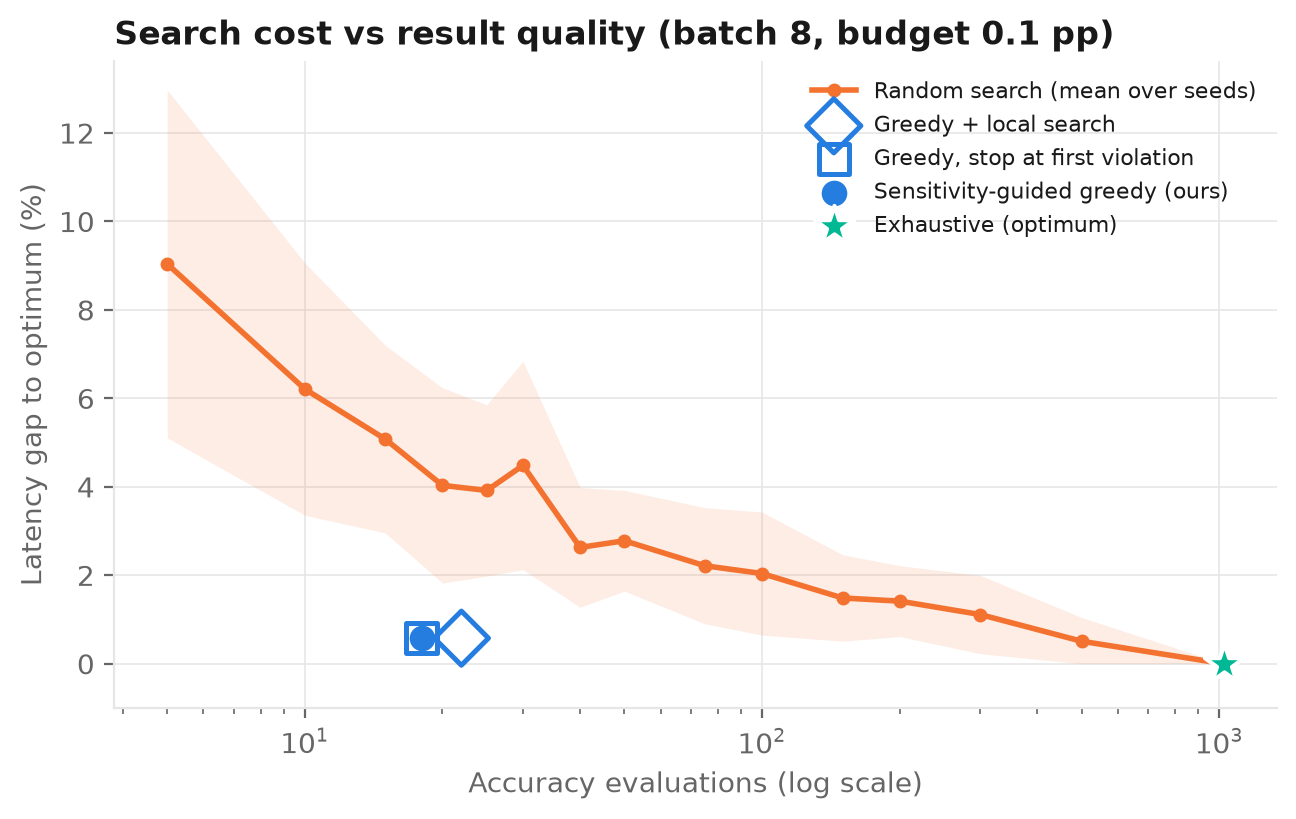 Search cost vs result quality (batch 8, budget 0.1 pp)
Random search (mean over seeds)
Greedy + local search
Greedy, stop at first violation
Sensitivity-guided greedy (ours)
Exhaustive (optimum)
Latency gap to optimum (%)
12
10
8
6
4
2
0
10¹
10²
10³
Accuracy evaluations (log scale)